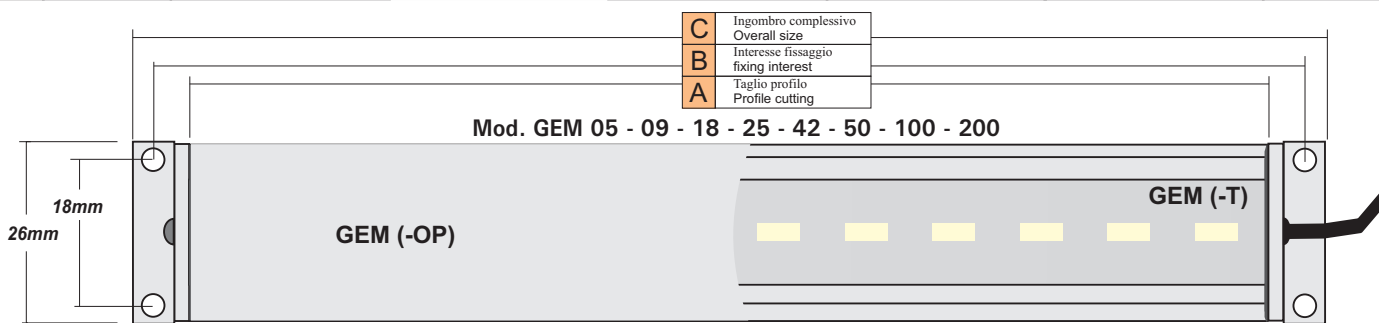 C Ingombro complessivo
Overall size
B Interesse fissaggio
fixing interest
A Taglio profilo
Profile cutting
Mod. GEM 05 - 09 - 18 - 25 - 42 - 50 - 100 - 200
GEM (-T)
18mm
26mm
GEM (-OP)